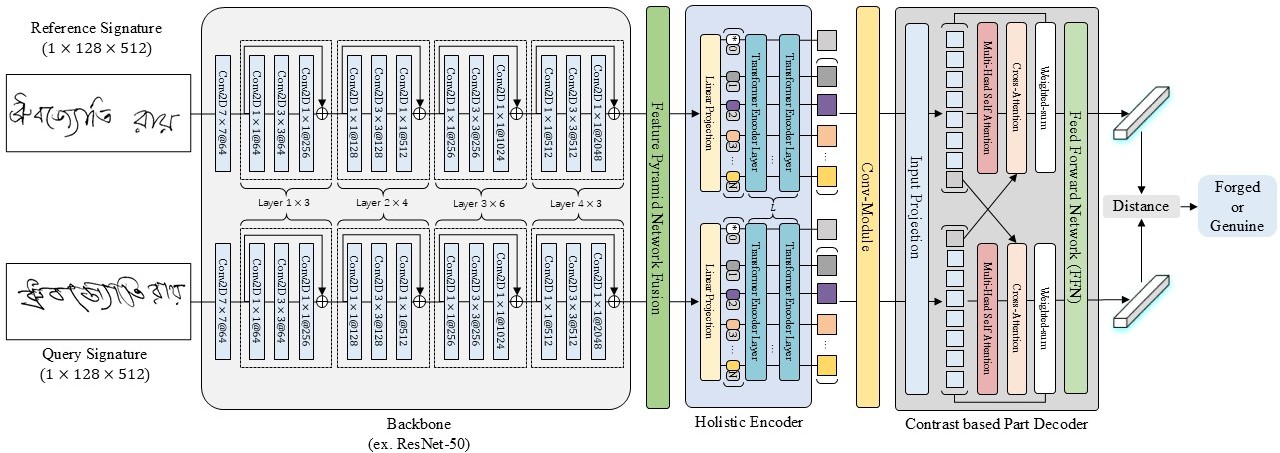 Reference Signature
(1 × 128 × 512)
ঐবজ্যোতি রায়
Conv2D 7 × 7@64
Conv2D 1 × 1@64
Conv2D 3 × 3@64
Conv2D 1 × 1@256
Conv2D 1 × 1@128
Conv2D 3 × 3@128
Conv2D 1 × 1@512
Conv2D 1 × 1@256
Conv2D 3 × 3@256
Conv2D 1 × 1@1024
Conv2D 1 × 1@512
Conv2D 3 × 3@512
Conv2D 1 × 1@2048
Layer 1 × 3
Layer 2 × 4
Layer 3 × 6
Layer 4 × 3
Conv2D 7 × 7@64
Conv2D 1 × 1@64
Conv2D 3 × 3@64
Conv2D 1 × 1@256
Conv2D 1 × 1@128
Conv2D 3 × 3@128
Conv2D 1 × 1@512
Conv2D 1 × 1@256
Conv2D 3 × 3@256
Conv2D 1 × 1@1024
Conv2D 1 × 1@512
Conv2D 3 × 3@512
Conv2D 1 × 1@2048
Query Signature
(1 × 128 × 512)
Backbone
(ex. ResNet-50)
Feature Pyramid Network Fusion
Linear Projection
* 0
1
2
3
...
N
Transformer Encoder Layer
...
Transformer Encoder Layer
...
L
Linear Projection
* 0
1
2
3
...
N
Transformer Encoder Layer
...
Transformer Encoder Layer
...
Holistic Encoder
Conv-Module
Input Projection
Multi-Head Self Attention
Cross-Attention
Weighted-sum
Multi-Head Self Attention
Cross-Attention
Weighted-sum
Feed Forward Network (FFN)
Contrast based Part Decoder
Distance
Forged
or
Genuine